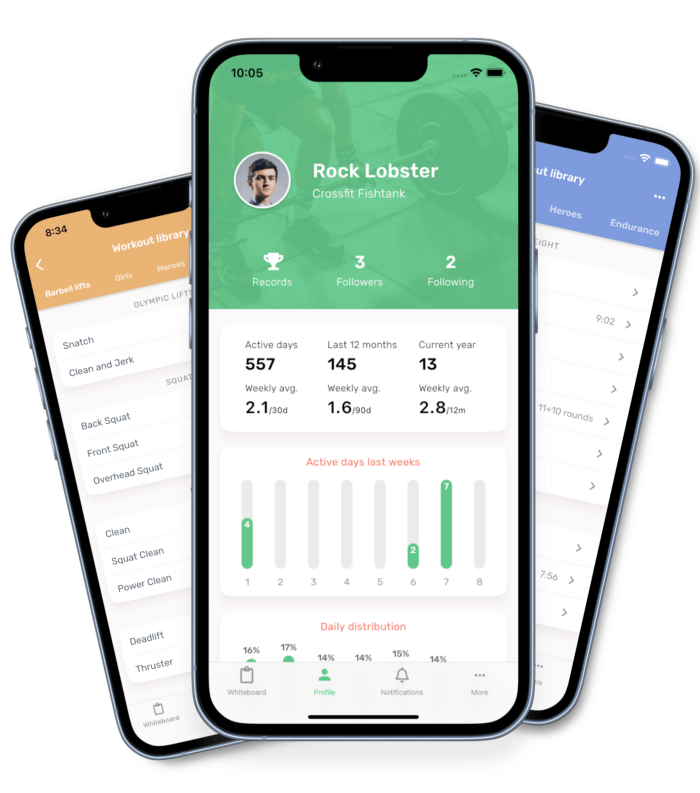 10:05
Rock Lobster
Crossfit Fishtank
3 2
Records Followers Following
Active days Last 12 months Current year
557 145 13
Weekly avg. Weekly avg. Weekly avg.
2.1/30d 1.6/90d 2.8/12m
Active days last weeks
4 2 7
1 2 3 4 5 6 7 8
Daily distribution
16% 17% 14% 14% 15% 14%
Whiteboard Profile Notifications More
8:34
Workout library
Barbell lifts Girls Heroes
OLYMPIC LIFTS
Snatch
Clean and Jerk
SQUAT
Back Squat
Front Squat
Overhead Squat
Clean
Squat Clean
Power Clean
Deadlift
Thruster
Whiteboard
out library
Heroes Endurance
EIGHT
9:02
11+10 rounds
7:56